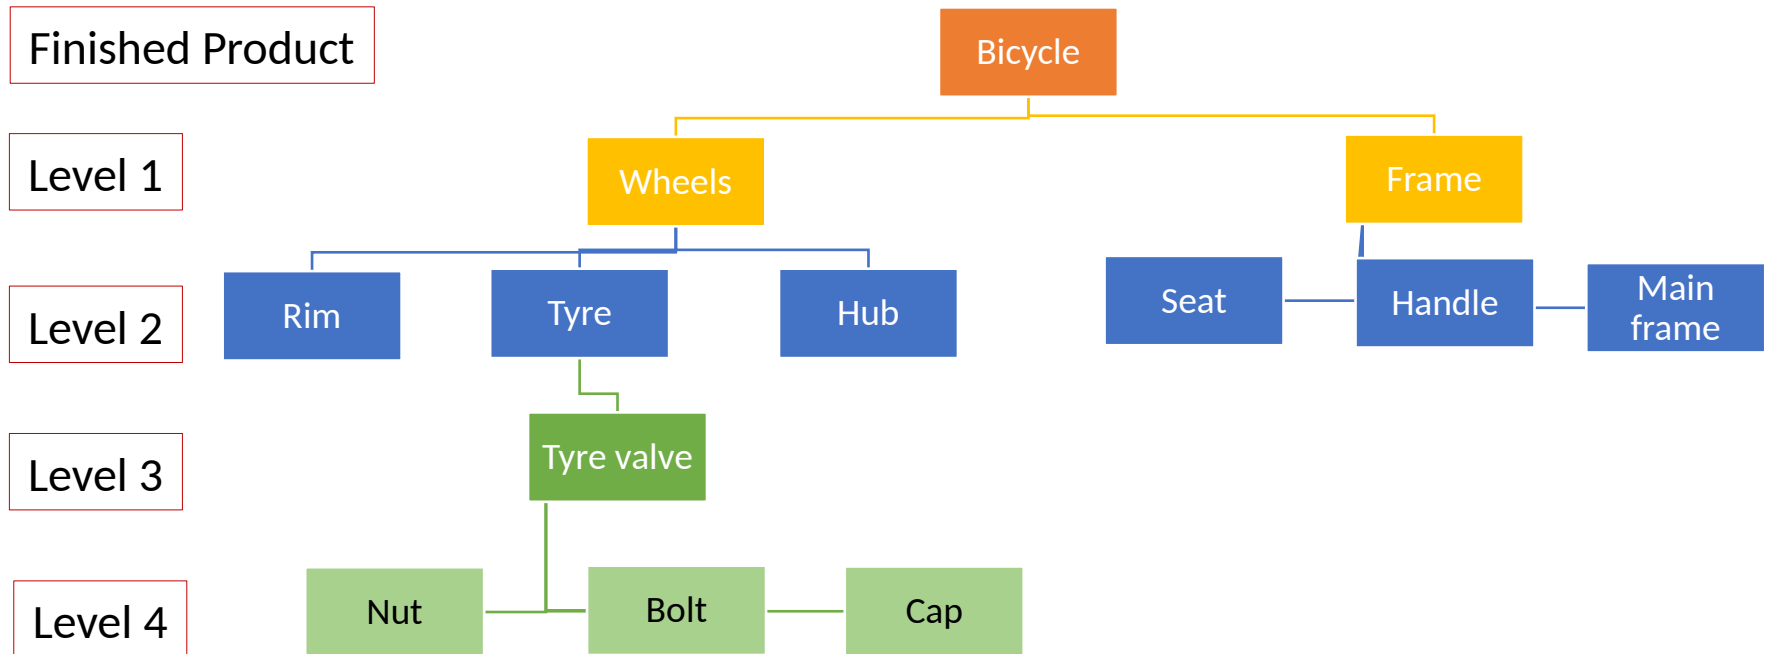 Finished Product
Bicycle
Level 1
Wheels
Frame
Level 2
Rim
Tyre
Hub
Seat
Handle
Main
frame
Level 3
Tyre valve
Level 4
Nut
Bolt
Cap